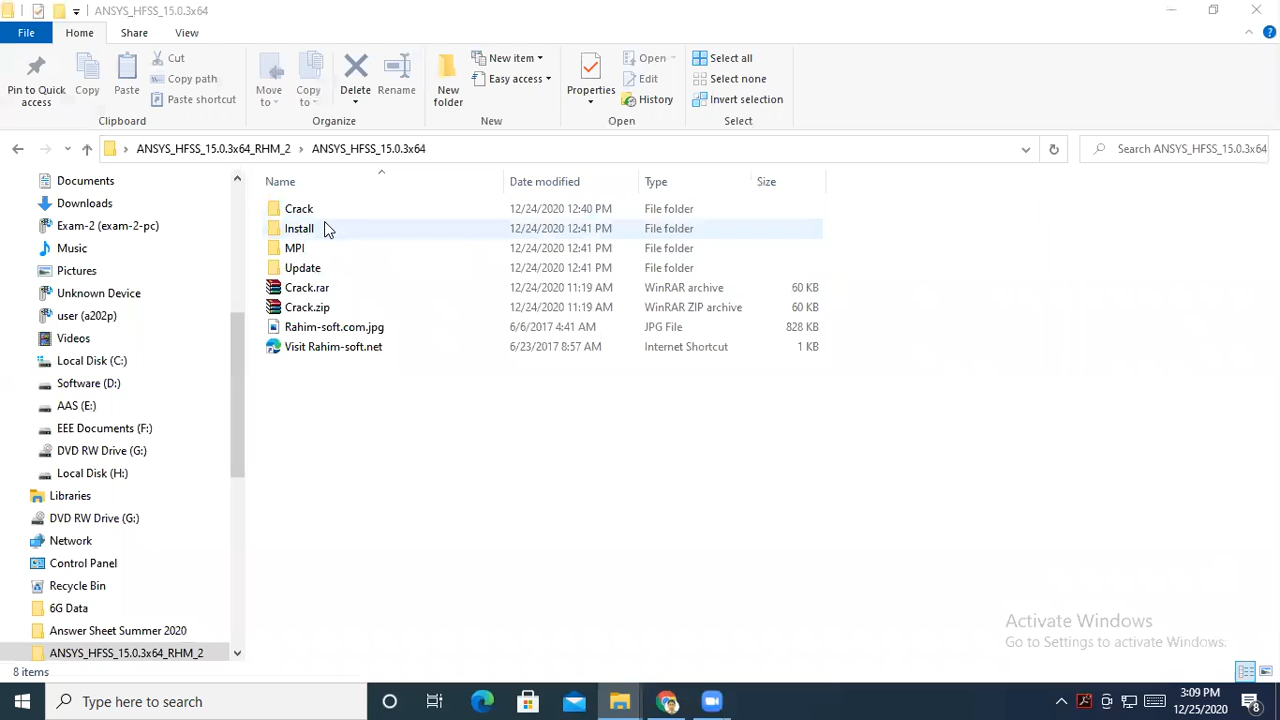 ANSYS_HFSS_15.0.3x64
File Home Share View
Pin to Quick access
Copy
Paste
Cut
Copy path
Paste shortcut
Clipboard
Move to
Copy to
Delete
Rename
Organize
New folder
New item
Easy access
New
Properties
Open
Edit
History
Open
Select all
Select none
Invert selection
Select
ANSYS_HFSS_15.0.3x64_RHM_2 › ANSYS_HFSS_15.0.3x64
Search ANSYS_HFSS_15.0.3x64
Documents
Downloads
Exam-2 (exam-2-pc)
Music
Pictures
Unknown Device
user (a202p)
Videos
Local Disk (C:)
Software (D:)
AAS (E:)
EEE Documents (F:)
DVD RW Drive (G:)
Local Disk (H:)
Libraries
DVD RW Drive (G:)
Network
Control Panel
Recycle Bin
6G Data
Answer Sheet Summer 2020
ANSYS_HFSS_15.0.3x64_RHM_2
Name Date modified Type Size
Crack 12/24/2020 12:40 PM File folder
Install 12/24/2020 12:41 PM File folder
MPI 12/24/2020 12:41 PM File folder
Update 12/24/2020 12:41 PM File folder
Crack.rar 12/24/2020 11:19 AM WinRAR archive 60 KB
Crack.zip 12/24/2020 11:19 AM WinRAR ZIP archive 60 KB
Rahim-soft.com.jpg 6/6/2017 4:41 AM JPG File 828 KB
Visit Rahim-soft.net 6/23/2017 8:57 AM Internet Shortcut 1 KB
Activate Windows
Go to Settings to activate Windows.
8 items
Type here to search
3:09 PM
12/25/2020
8